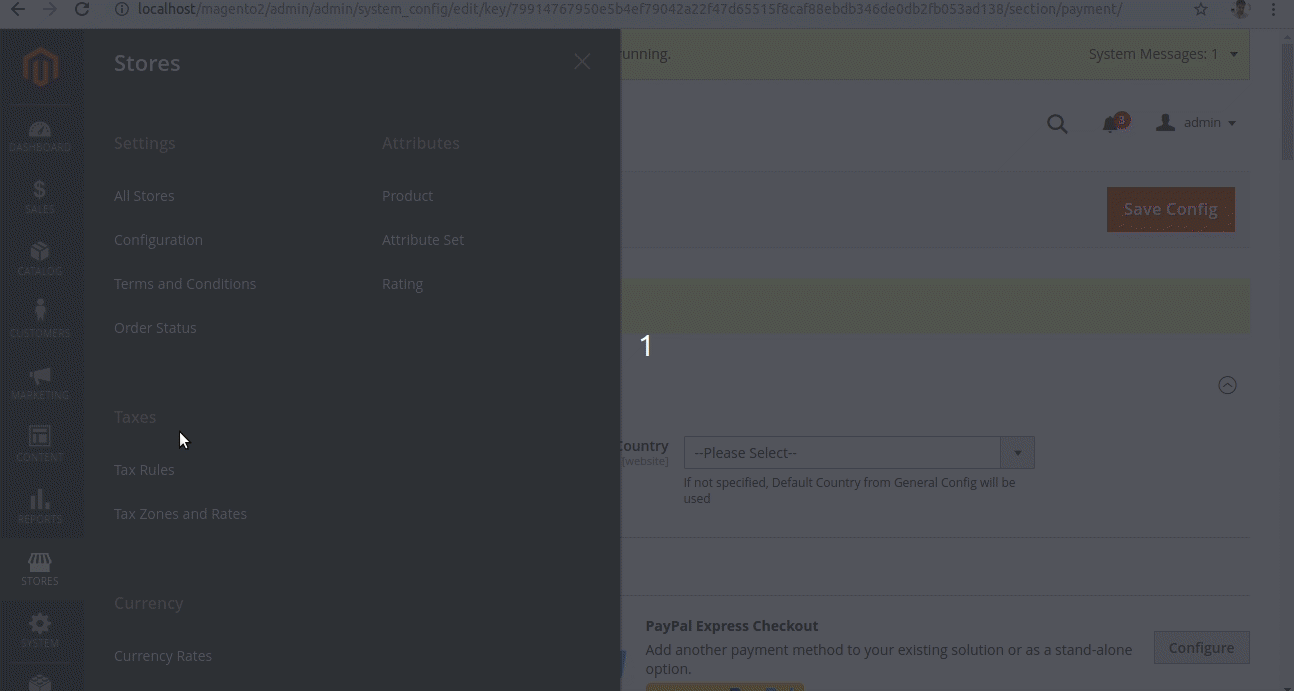 localhost/magento2/admin/admin/system_config/edit/key/79914767950e5b4ef79042a22f47d65515f8caf88ebdb346de0db2fb053ad138/section/payment/
Stores
unning.
System Messages: 1
Settings
Attributes
3
admin
DASHBOARD
All Stores
Product
Save Config
SALES
Configuration
Attribute Set
CATALOG
Terms and Conditions
Rating
CUSTOMERS
Order Status
1
MARKETING
Taxes
CONTENT
Country
[website]
--Please Select--
Tax Rules
If not specified, Default Country from General Config will be
used
REPORTS
Tax Zones and Rates
STORES
Currency
SYSTEM
PayPal Express Checkout
Add another payment method to your existing solution or as a stand-alone
option.
Configure
Currency Rates